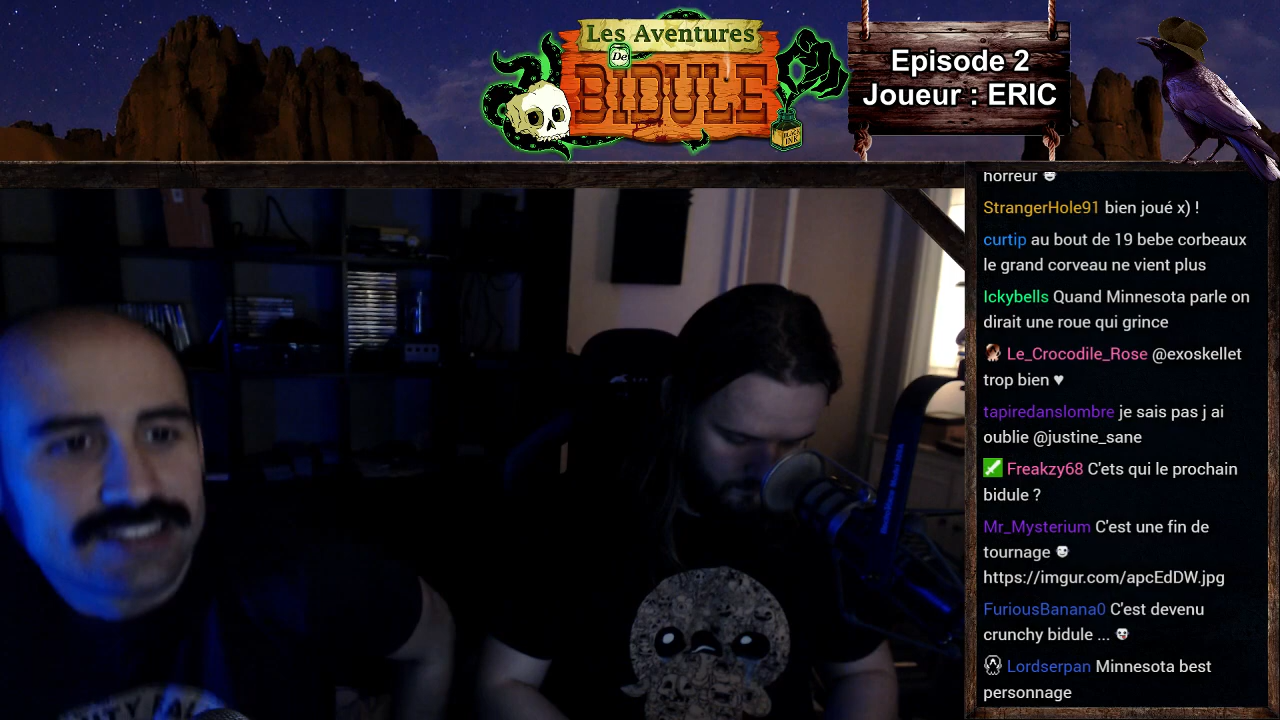 Les Aventures
De
BIDULE
BLACK
INK
Episode 2
Joueur : ERIC
horreur
StrangerHole91 bien joué x) !
curtip au bout de 19 bebe corbeaux
le grand corveau ne vient plus
Ickybells Quand Minnesota parle on
dirait une roue qui grince
Le_Crocodile_Rose @exoskellet
trop bien ♥
tapiredanslombre je sais pas j ai
oublie @justine_sane
Freakzy68 C'ets qui le prochain
bidule ?
Mr_Mysterium C'est une fin de
tournage
https://imgur.com/apcEdDW.jpg
FuriousBanana0 C'est devenu
crunchy bidule ...
Lordserpan Minnesota best
personnage